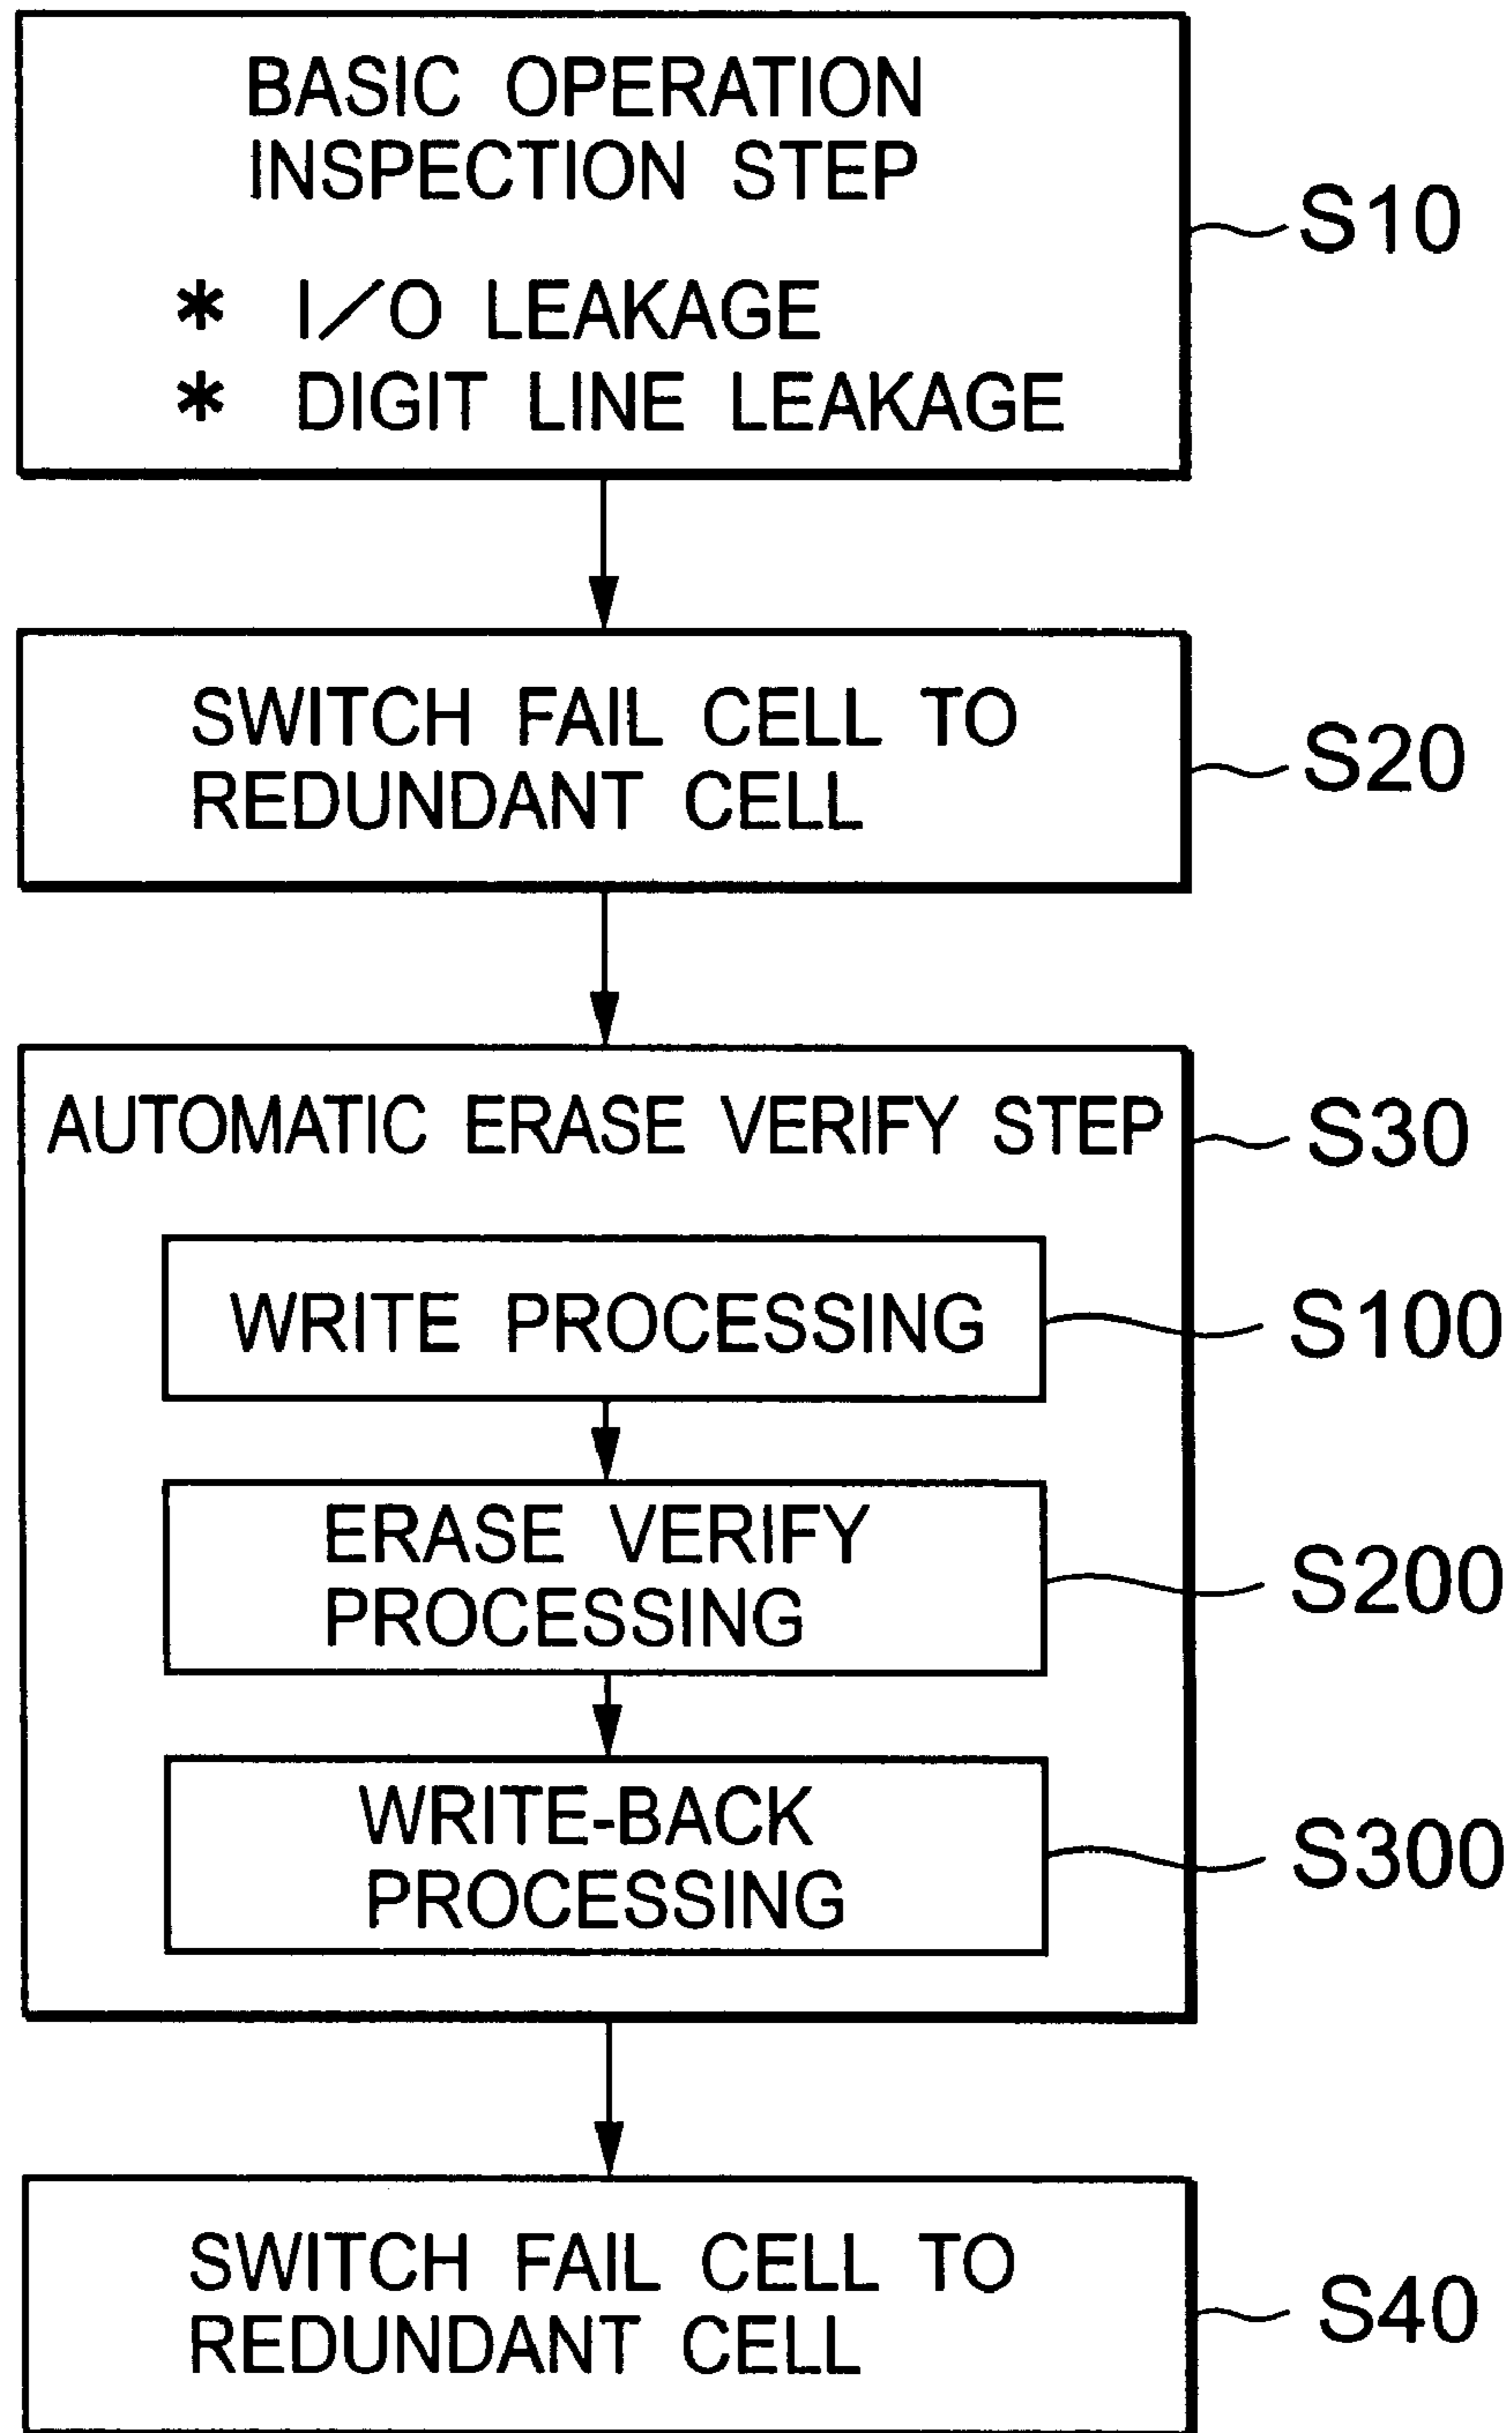 BASIC OPERATION
INSPECTION STEP
* I/O LEAKAGE
* DIGIT LINE LEAKAGE
S10
SWITCH FAIL CELL TO
REDUNDANT CELL
S20
AUTOMATIC ERASE VERIFY STEP
S30
WRITE PROCESSING
S100
ERASE VERIFY
PROCESSING
S200
WRITE-BACK
PROCESSING
S300
SWITCH FAIL CELL TO
REDUNDANT CELL
S40